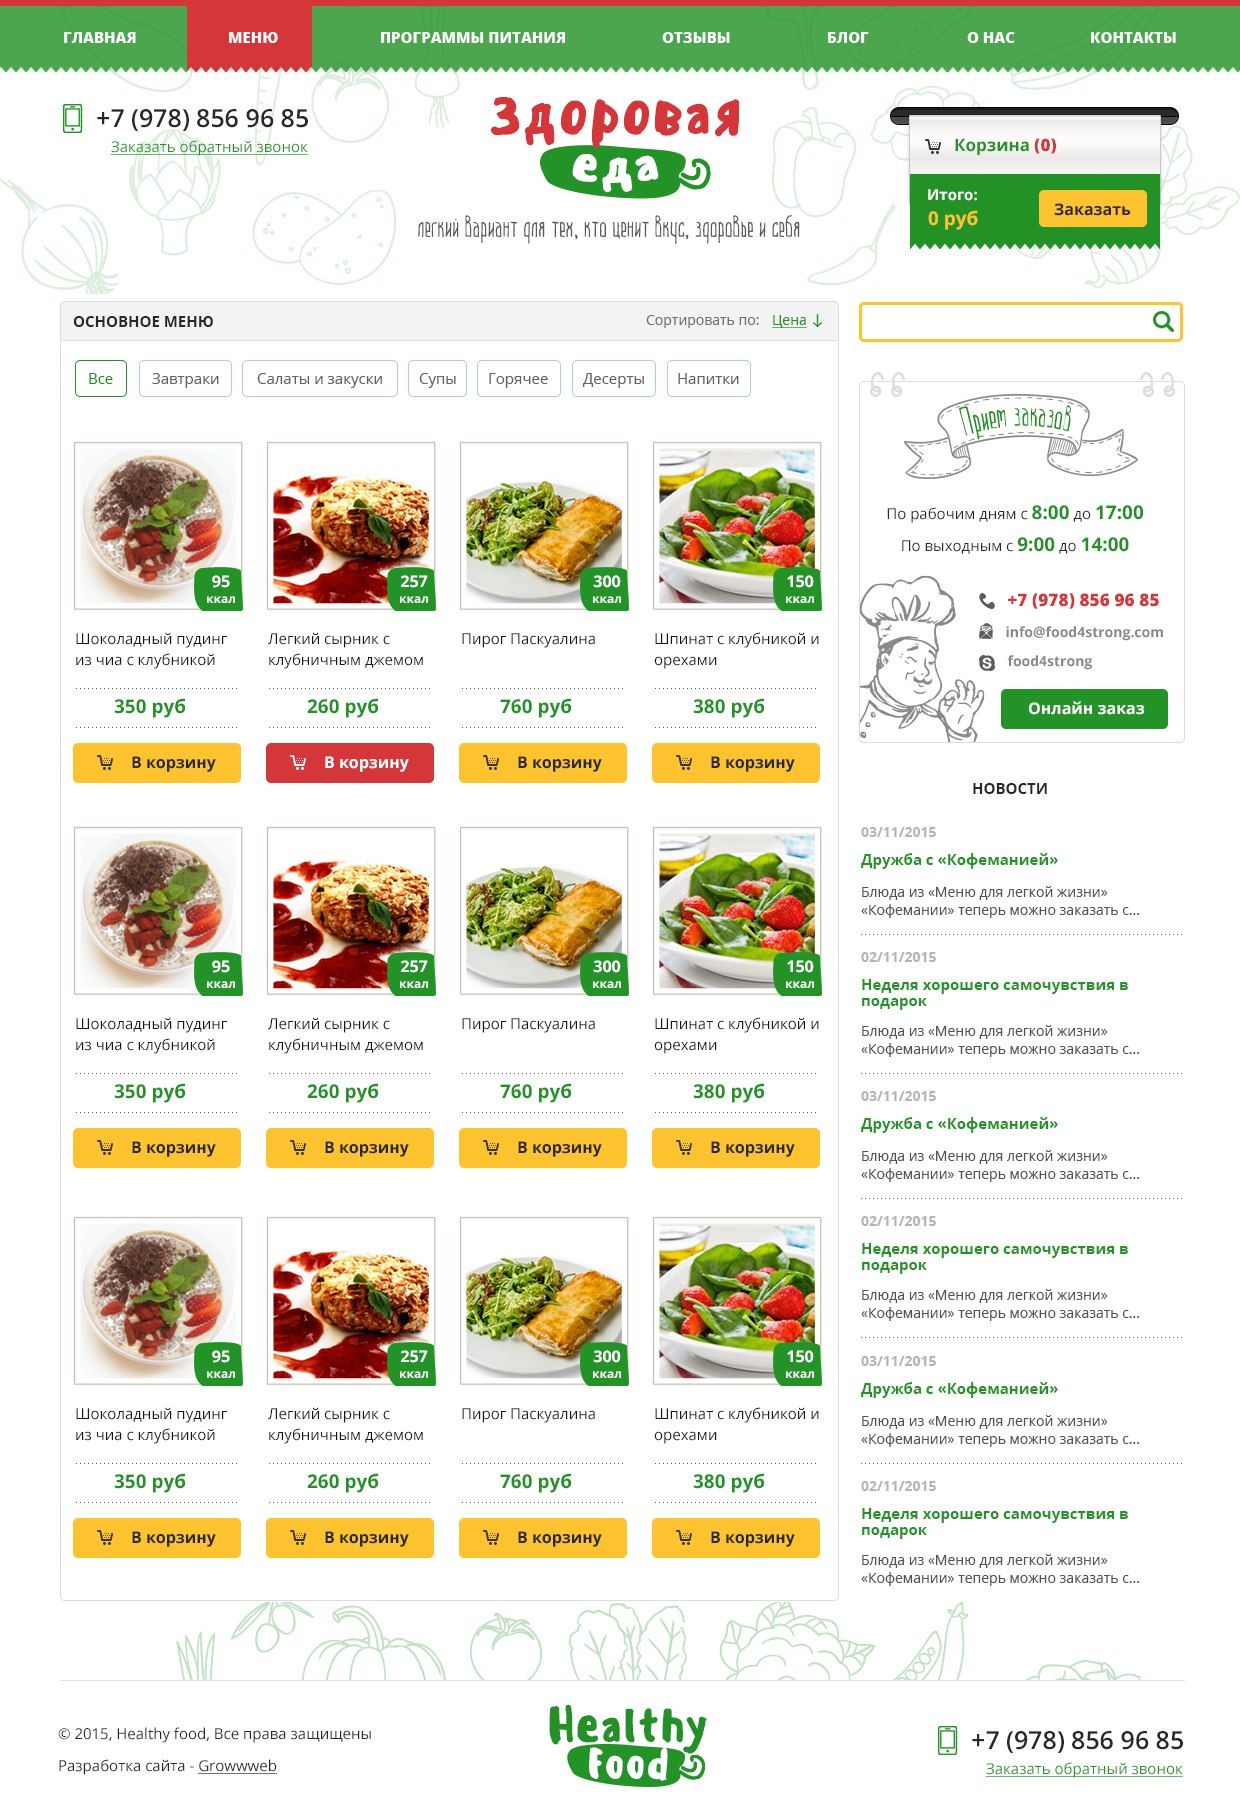 ГЛАВНАЯ МЕНЮ ПРОГРАММЫ ПИТАНИЯ ОТЗЫВЫ БЛОГ О НАС КОНТАКТЫ
+7 (978) 856 96 85
Заказать обратный звонок
Здоровая
еда
легкий вариант для тех, кто ценит вкус, здоровье и себя
Корзина (0)
Итого:
0 руб
Заказать
ОСНОВНОЕ МЕНЮ
Сортировать по: Цена ↓
Все Завтраки Салаты и закуски Супы Горячее Десерты Напитки
95 ккал
257 ккал
300 ккал
150 ккал
Шоколадный пудинг
из чиа с клубникой
Легкий сырник с
клубничным джемом
Пирог Паскуалина
Шпинат с клубникой и
орехами
350 руб 260 руб 760 руб 380 руб
В корзину В корзину В корзину В корзину
95 ккал
257 ккал
300 ккал
150 ккал
Шоколадный пудинг
из чиа с клубникой
Легкий сырник с
клубничным джемом
Пирог Паскуалина
Шпинат с клубникой и
орехами
350 руб 260 руб 760 руб 380 руб
В корзину В корзину В корзину В корзину
95 ккал
257 ккал
300 ккал
150 ккал
Шоколадный пудинг
из чиа с клубникой
Легкий сырник с
клубничным джемом
Пирог Паскуалина
Шпинат с клубникой и
орехами
350 руб 260 руб 760 руб 380 руб
В корзину В корзину В корзину В корзину
Прием заказов
По рабочим дням с 8:00 до 17:00
По выходным с 9:00 до 14:00
+7 (978) 856 96 85
info@food4strong.com
food4strong
Онлайн заказ
НОВОСТИ
03/11/2015
Дружба с «Кофеманией»
Блюда из «Меню для легкой жизни»
«Кофемании» теперь можно заказать с...
02/11/2015
Неделя хорошего самочувствия в
подарок
Блюда из «Меню для легкой жизни»
«Кофемании» теперь можно заказать с...
03/11/2015
Дружба с «Кофеманией»
Блюда из «Меню для легкой жизни»
«Кофемании» теперь можно заказать с...
02/11/2015
Неделя хорошего самочувствия в
подарок
Блюда из «Меню для легкой жизни»
«Кофемании» теперь можно заказать с...
03/11/2015
Дружба с «Кофеманией»
Блюда из «Меню для легкой жизни»
«Кофемании» теперь можно заказать с...
02/11/2015
Неделя хорошего самочувствия в
подарок
Блюда из «Меню для легкой жизни»
«Кофемании» теперь можно заказать с...
© 2015, Healthy food, Все права защищены
Разработка сайта - Growwweb
Healthy
Food
+7 (978) 856 96 85
Заказать обратный звонок